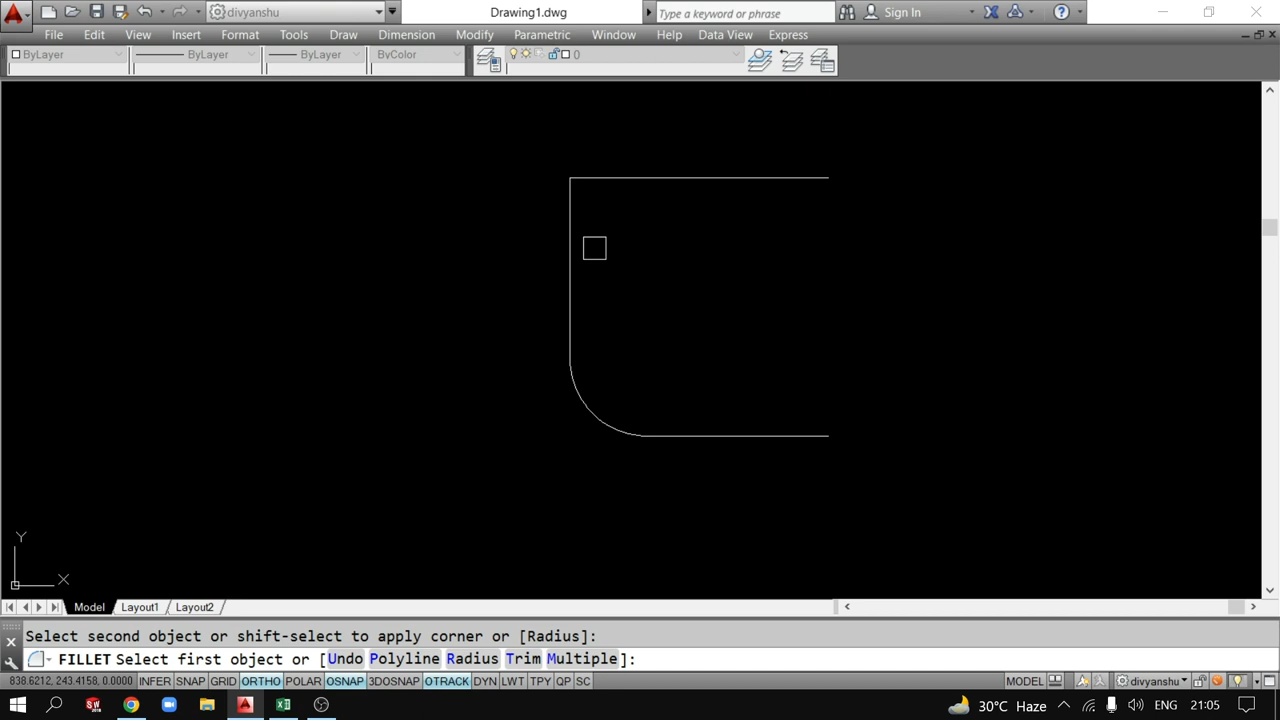 divyanshu Drawing1.dwg Type a keyword or phrase Sign In
File Edit View Insert Format Tools Draw Dimension Modify Parametric Window Help Data View Express
ByLayer ByLayer ByLayer ByColor 0
Y
X
Model Layout1 Layout2
Select second object or shift-select to apply corner or [Radius]:
FILLET Select first object or [Undo Polyline Radius Trim Multiple]:
838.6212, 243.4158, 0.0000 INFER SNAP GRID ORTHO POLAR OSNAP 3DOSNAP OTRACK DYN LWT TPY QP SC MODEL divyanshu
30°C Haze ENG 21:05